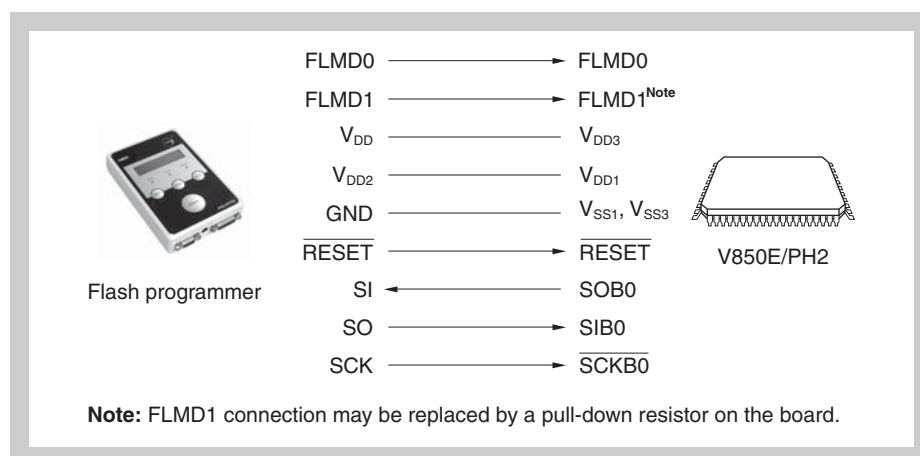 FLMD0 FLMD0
FLMD1 FLMD1Note
VDD VDD3
VDD2 VDD1
GND VSS1, VSS3
RESET RESET
V850E/PH2
Flash programmer
SI SOB0
SO SIB0
SCK SCKB0
Note: FLMD1 connection may be replaced by a pull-down resistor on the board.